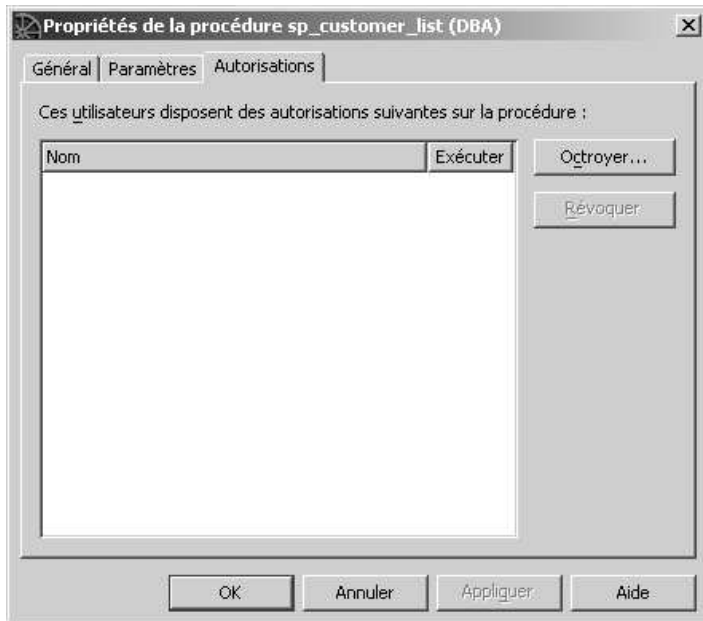 Propriétés de la procédure sp_customer_list (DBA)
Général Paramètres Autorisations
Ces utilisateurs disposent des autorisations suivantes sur la procédure :
Nom Exécuter
Octroyer...
Révoquer
OK Annuler Appliquer Aide